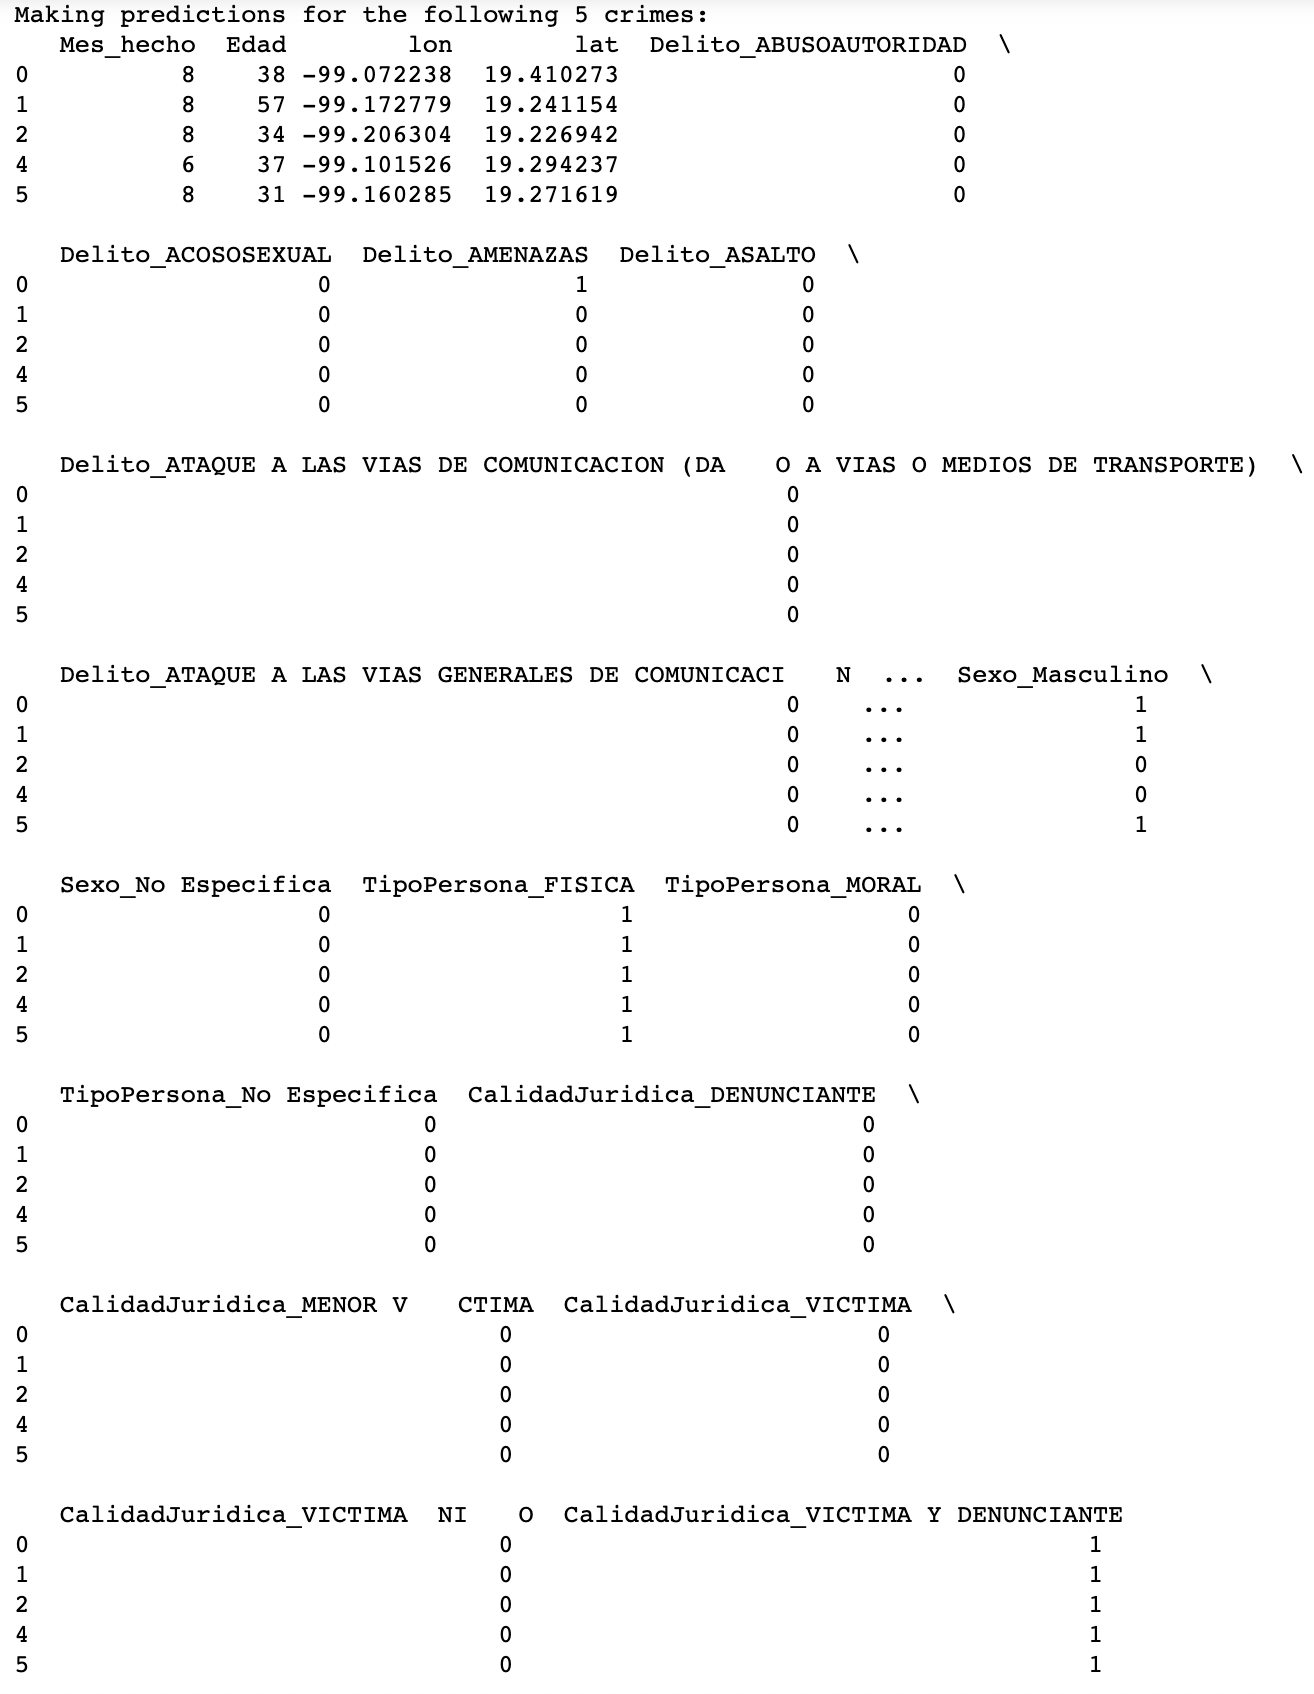 Making predictions for the following 5 crimes:
   Mes_hecho  Edad        lon        lat  Delito_ABUSOAUTORIDAD  \
0          8    38 -99.072238  19.410273                      0
1          8    57 -99.172779  19.241154                      0
2          8    34 -99.206304  19.226942                      0
4          6    37 -99.101526  19.294237                      0
5          8    31 -99.160285  19.271619                      0
   Delito_ACOSOSEXUAL  Delito_AMENAZAS  Delito_ASALTO  \
0                   0                1              0
1                   0                0              0
2                   0                0              0
4                   0                0              0
5                   0                0              0
   Delito_ATAQUE A LAS VIAS DE COMUNICACION (DA   O A VIAS O MEDIOS DE TRANSPORTE)  \
0                                                  0
1                                                  0
2                                                  0
4                                                  0
5                                                  0
   Delito_ATAQUE A LAS VIAS GENERALES DE COMUNICACI   N  ...  Sexo_Masculino  \
0                                                  0    ...               1
1                                                  0    ...               1
2                                                  0    ...               0
4                                                  0    ...               0
5                                                  0    ...               1
   Sexo_No Especifica  TipoPersona_FISICA  TipoPersona_MORAL  \
0                   0                   1                  0
1                   0                   1                  0
2                   0                   1                  0
4                   0                   1                  0
5                   0                   1                  0
   TipoPersona_No Especifica  CalidadJuridica_DENUNCIANTE  \
0                          0                            0
1                          0                            0
2                          0                            0
4                          0                            0
5                          0                            0
   CalidadJuridica_MENOR V   CTIMA  CalidadJuridica_VICTIMA  \
0                               0                        0
1                               0                        0
2                               0                        0
4                               0                        0
5                               0                        0
   CalidadJuridica_VICTIMA  NI   O  CalidadJuridica_VICTIMA Y DENUNCIANTE
0                               0                                      1
1                               0                                      1
2                               0                                      1
4                               0                                      1
5                               0                                      1